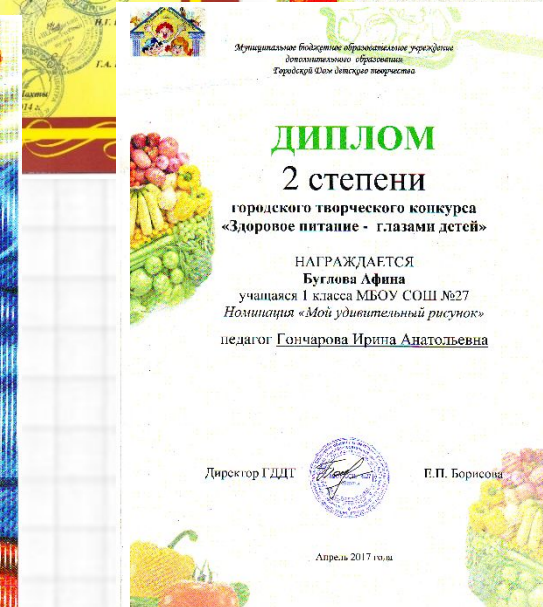 Муниципальное бюджетное образовательное учреждение
дополнительного образования
Городской Дом детского творчества
ДИПЛОМ
2 степени
городского творческого конкурса
«Здоровое питание - глазами детей»
НАГРАЖДАЕТСЯ
Буглова Афина
учащаяся 1 класса МБОУ СОШ №27
Номинация «Мой удивительный рисунок»
педагог Гончарова Ирина Анатольевна
Директор ГДДТ
Е.П. Борисова
Апрель 2017 года
Н.Г.
Г.А.